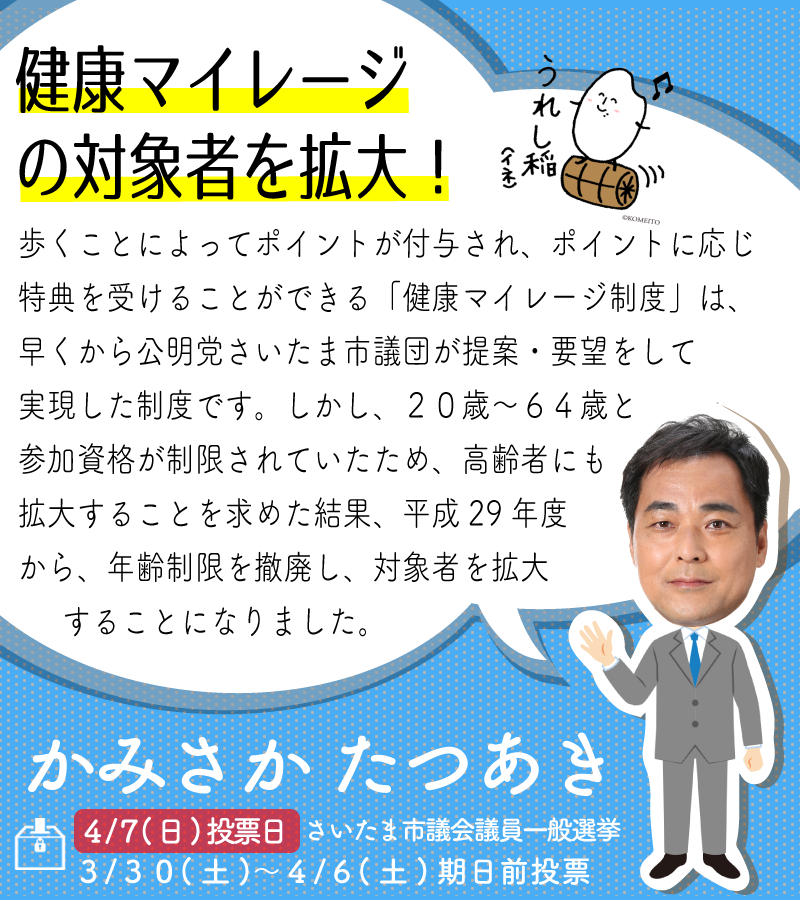 健康マイレージ
の対象者を拡大！
うれし稲
（イネ）
©KOMEITO
歩くことによってポイントが付与され、ポイントに応じ
特典を受けることができる「健康マイレージ制度」は、
早くから公明党さいたま市議団が提案・要望をして
実現した制度です。しかし、２０歳〜６４歳と
参加資格が制限されていたため、高齢者にも
拡大することを求めた結果、平成29年度
から、年齢制限を撤廃し、対象者を拡大
することになりました。
かみさか たつあき
4/7(日)投票日 さいたま市議会議員一般選挙
3/30(土)〜4/6(土)期日前投票